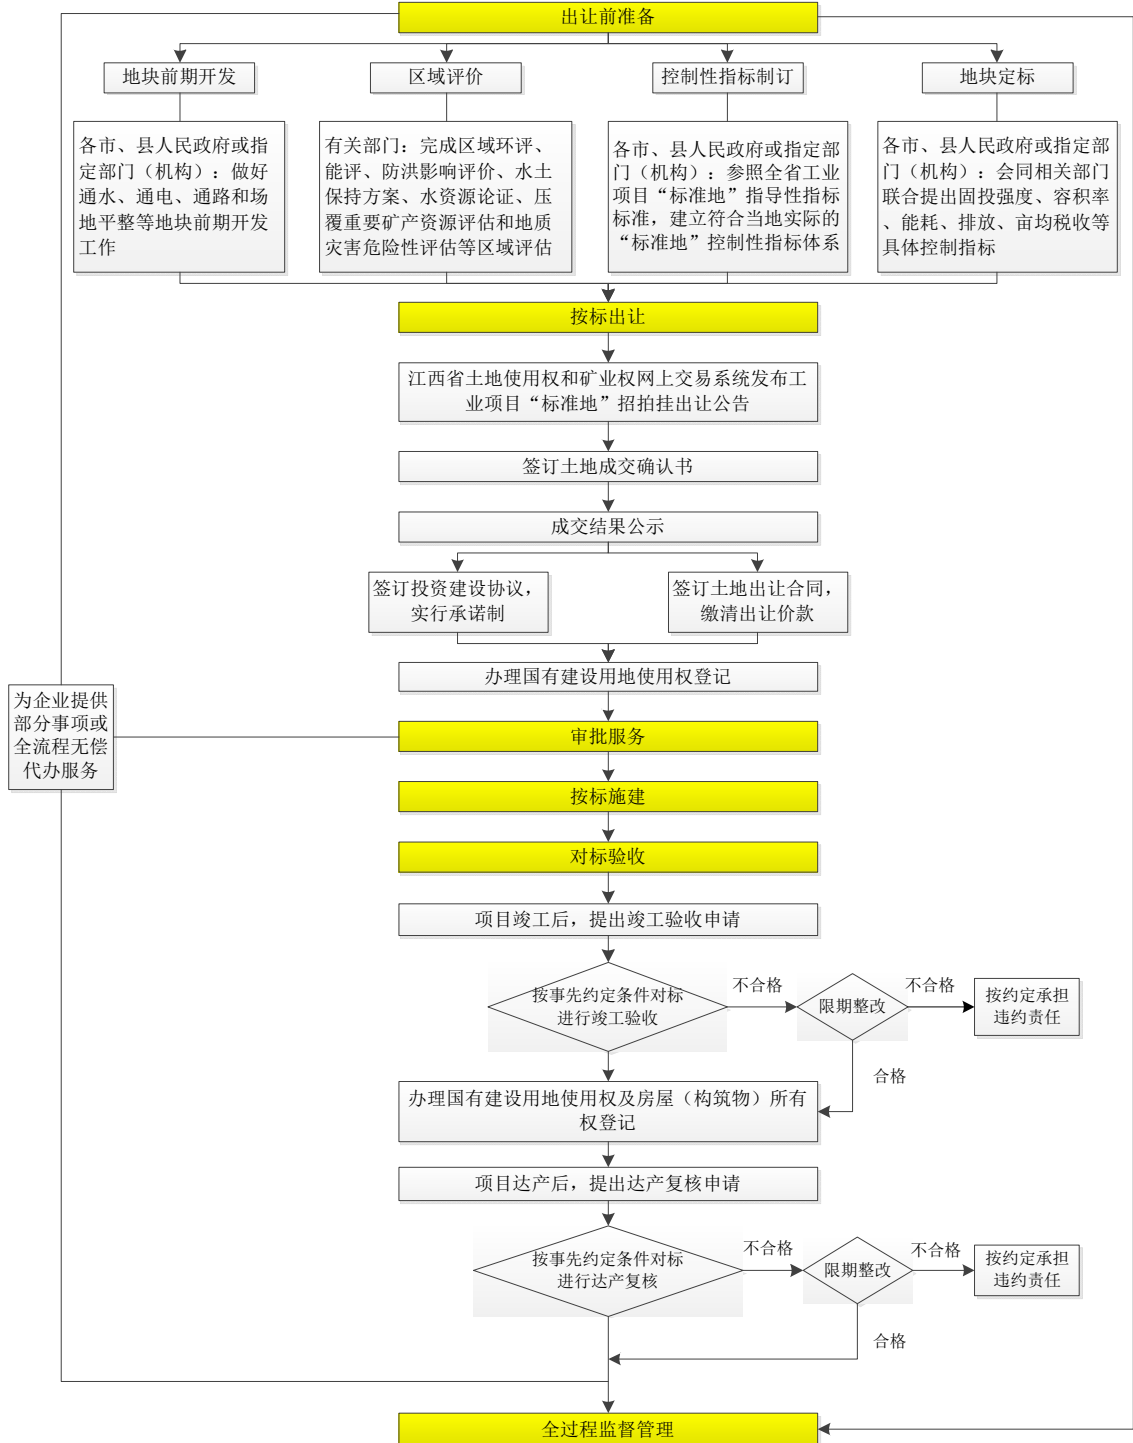 出让前准备
地块前期开发
区域评价
控制性指标制订
地块定标
各市、县人民政府或指
定部门（机构）：做好
通水、通电、通路和场
地平整等地块前期开发
工作
有关部门：完成区域环评、
能评、防洪影响评价、水土
保持方案、水资源论证、压
覆重要矿产资源评估和地质
灾害危险性评估等区域评估
各市、县人民政府或指定部
门（机构）：参照全省工业
项目“标准地”指导性指标
标准，建立符合当地实际的
“标准地”控制性指标体系
各市、县人民政府或指定部
门（机构）：会同相关部门
联合提出固投强度、容积率
、能耗、排放、亩均税收等
具体控制指标
按标出让
江西省土地使用权和矿业权网上交易系统发布工
业项目“标准地”招拍挂出让公告
签订土地成交确认书
成交结果公示
签订投资建设协议，
实行承诺制
签订土地出让合同，
缴清出让价款
办理国有建设用地使用权登记
为企业提供
部分事项或
全流程无偿
代办服务
审批服务
按标施建
对标验收
项目竣工后，提出竣工验收申请
按事先约定条件对标
进行竣工验收
不合格
限期整改
不合格
按约定承担
违约责任
合格
办理国有建设用地使用权及房屋（构筑物）所有
权登记
项目达产后，提出达产复核申请
按事先约定条件对标
进行达产复核
不合格
限期整改
不合格
按约定承担
违约责任
合格
全过程监督管理